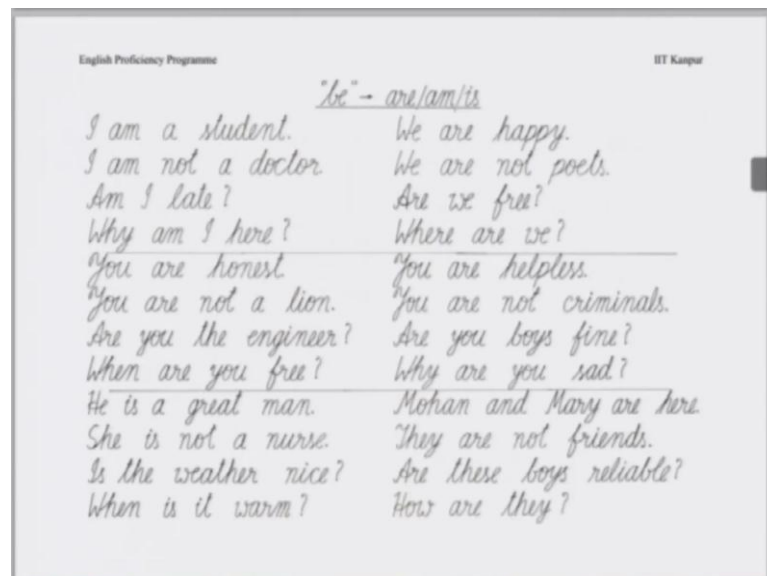 English Proficiency Programme IIT Kanpur
"be" - are/am/is
I am a student. We are happy.
I am not a doctor. We are not poets.
Am I late? Are we free?
Why am I here? Where are we?
You are honest. You are helpless.
You are not a lion. You are not criminals.
Are you the engineer? Are you boys fine?
When are you free? Why are you sad?
He is a great man. Mohan and Mary are here.
She is not a nurse. They are not friends.
Is the weather nice? Are these boys reliable?
When is it warm? How are they?